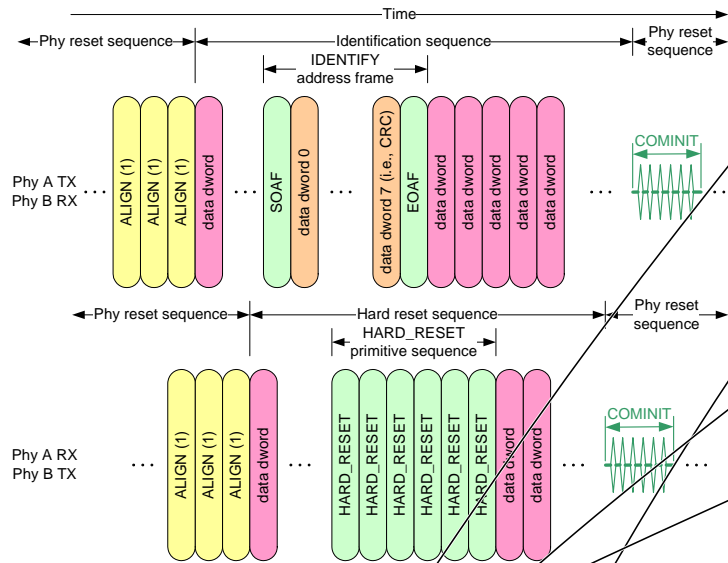 Time
Phy reset sequence
Identification sequence
Phy reset
sequence
IDENTIFY
address frame
Phy A TX
Phy B RX
...
ALIGN (1)
ALIGN (1)
ALIGN (1)
data dword
...
SOAF
data dword 0
...
data dword 7 (i.e., CRC)
EOAF
data dword
data dword
data dword
data dword
data dword
...
COMINIT
...
Phy reset sequence
Hard reset sequence
Phy reset
sequence
HARD_RESET
primitive sequence
Phy A RX
Phy B TX
...
ALIGN (1)
ALIGN (1)
ALIGN (1)
data dword
...
HARD_RESET
HARD_RESET
HARD_RESET
HARD_RESET
HARD_RESET
HARD_RESET
data dword
data dword
...
COMINIT
...